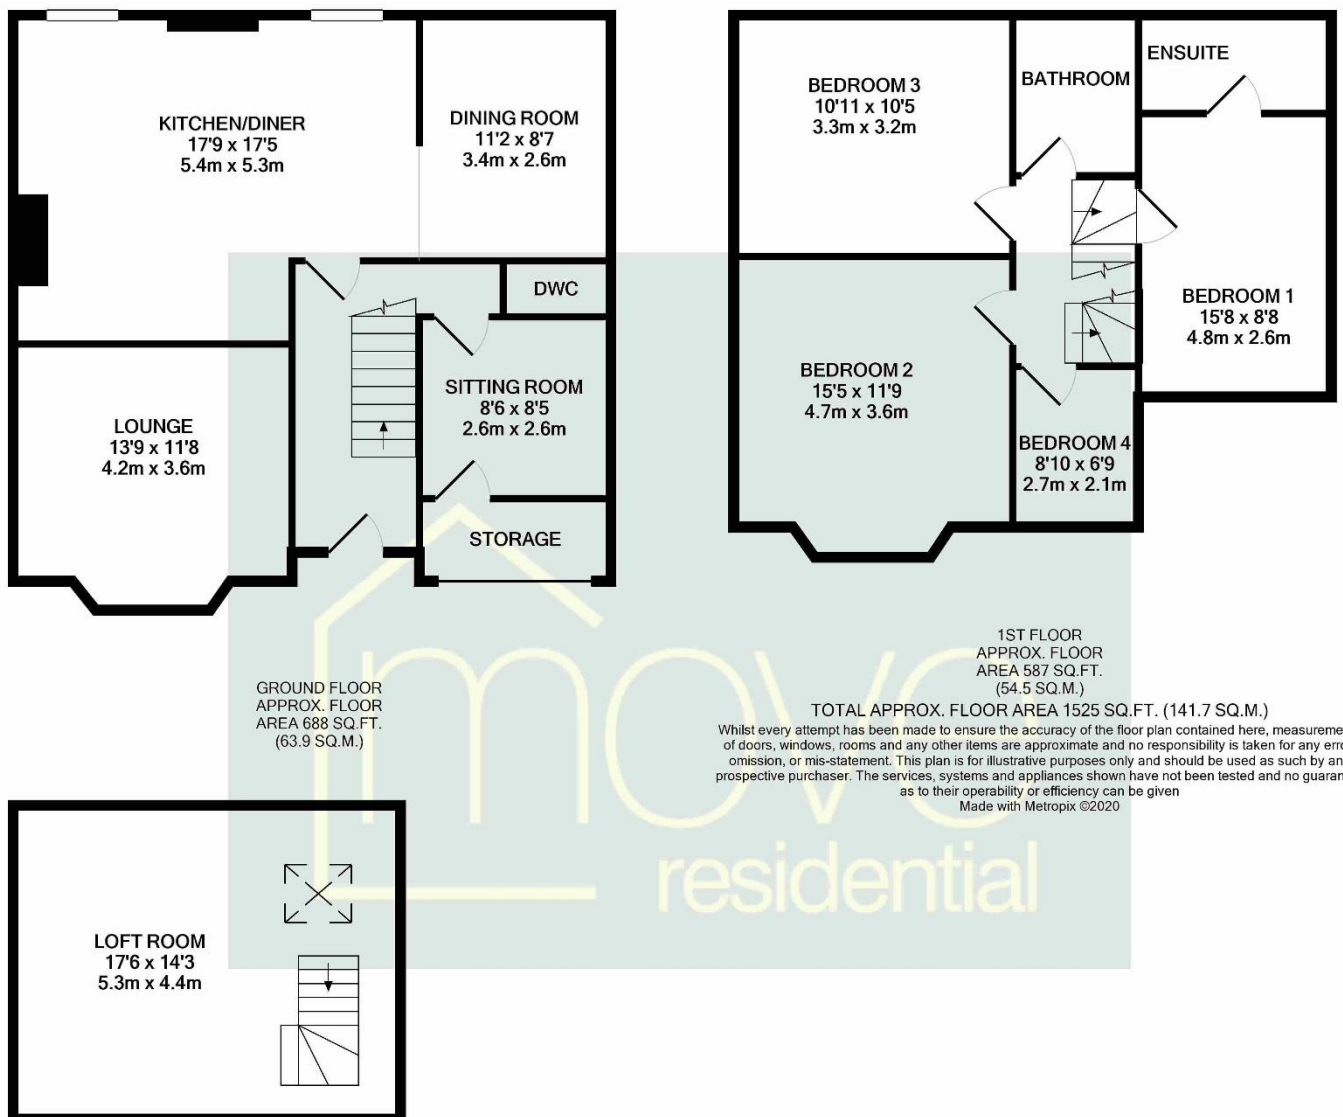 KITCHEN/DINER
17'9 x 17'5
5.4m x 5.3m
DINING ROOM
11'2 x 8'7
3.4m x 2.6m
DWC
SITTING ROOM
8'6 x 8'5
2.6m x 2.6m
LOUNGE
13'9 x 11'8
4.2m x 3.6m
STORAGE
GROUND FLOOR
APPROX. FLOOR
AREA 688 SQ.FT.
(63.9 SQ.M.)
BEDROOM 3
10'11 x 10'5
3.3m x 3.2m
BATHROOM
ENSUITE
BEDROOM 1
15'8 x 8'8
4.8m x 2.6m
BEDROOM 2
15'5 x 11'9
4.7m x 3.6m
BEDROOM 4
8'10 x 6'9
2.7m x 2.1m
1ST FLOOR
APPROX. FLOOR
AREA 587 SQ.FT.
(54.5 SQ.M.)
TOTAL APPROX. FLOOR AREA 1525 SQ.FT. (141.7 SQ.M.)
Whilst every attempt has been made to ensure the accuracy of the floor plan contained here, measureme
of doors, windows, rooms and any other items are approximate and no responsibility is taken for any erro
omission, or mis-statement. This plan is for illustrative purposes only and should be used as such by an
prospective purchaser. The services, systems and appliances shown have not been tested and no guaran
as to their operability or efficiency can be given
Made with Metropix ©2020
move
residential
LOFT ROOM
17'6 x 14'3
5.3m x 4.4m